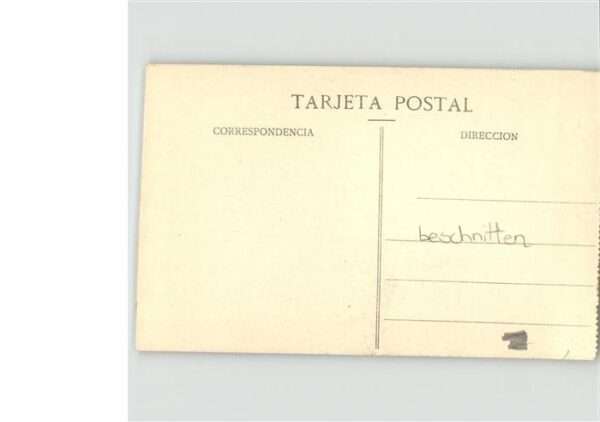 TARJETA POSTAL
CORRESPONDENCIA
DIRECCION
beschnitten